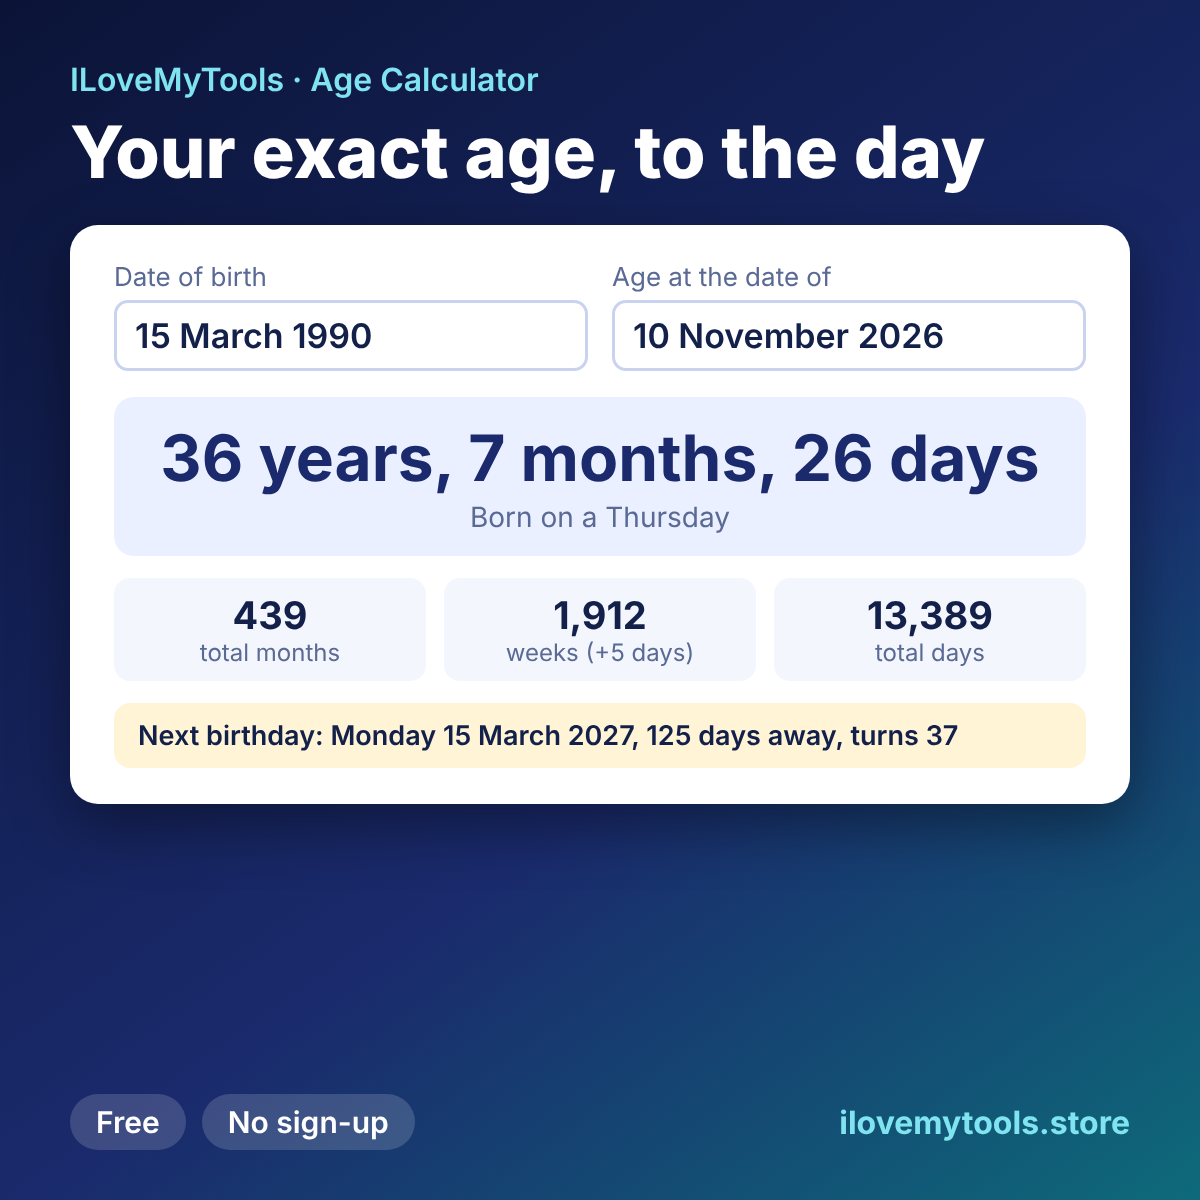 ILoveMyTools · Age Calculator
Your exact age, to the day
Date of birth
Age at the date of
15 March 1990
10 November 2026
36 years, 7 months, 26 days
Born on a Thursday
439
total months
1,912
weeks (+5 days)
13,389
total days
Next birthday: Monday 15 March 2027, 125 days away, turns 37
Free
No sign-up
ilovemytools.store